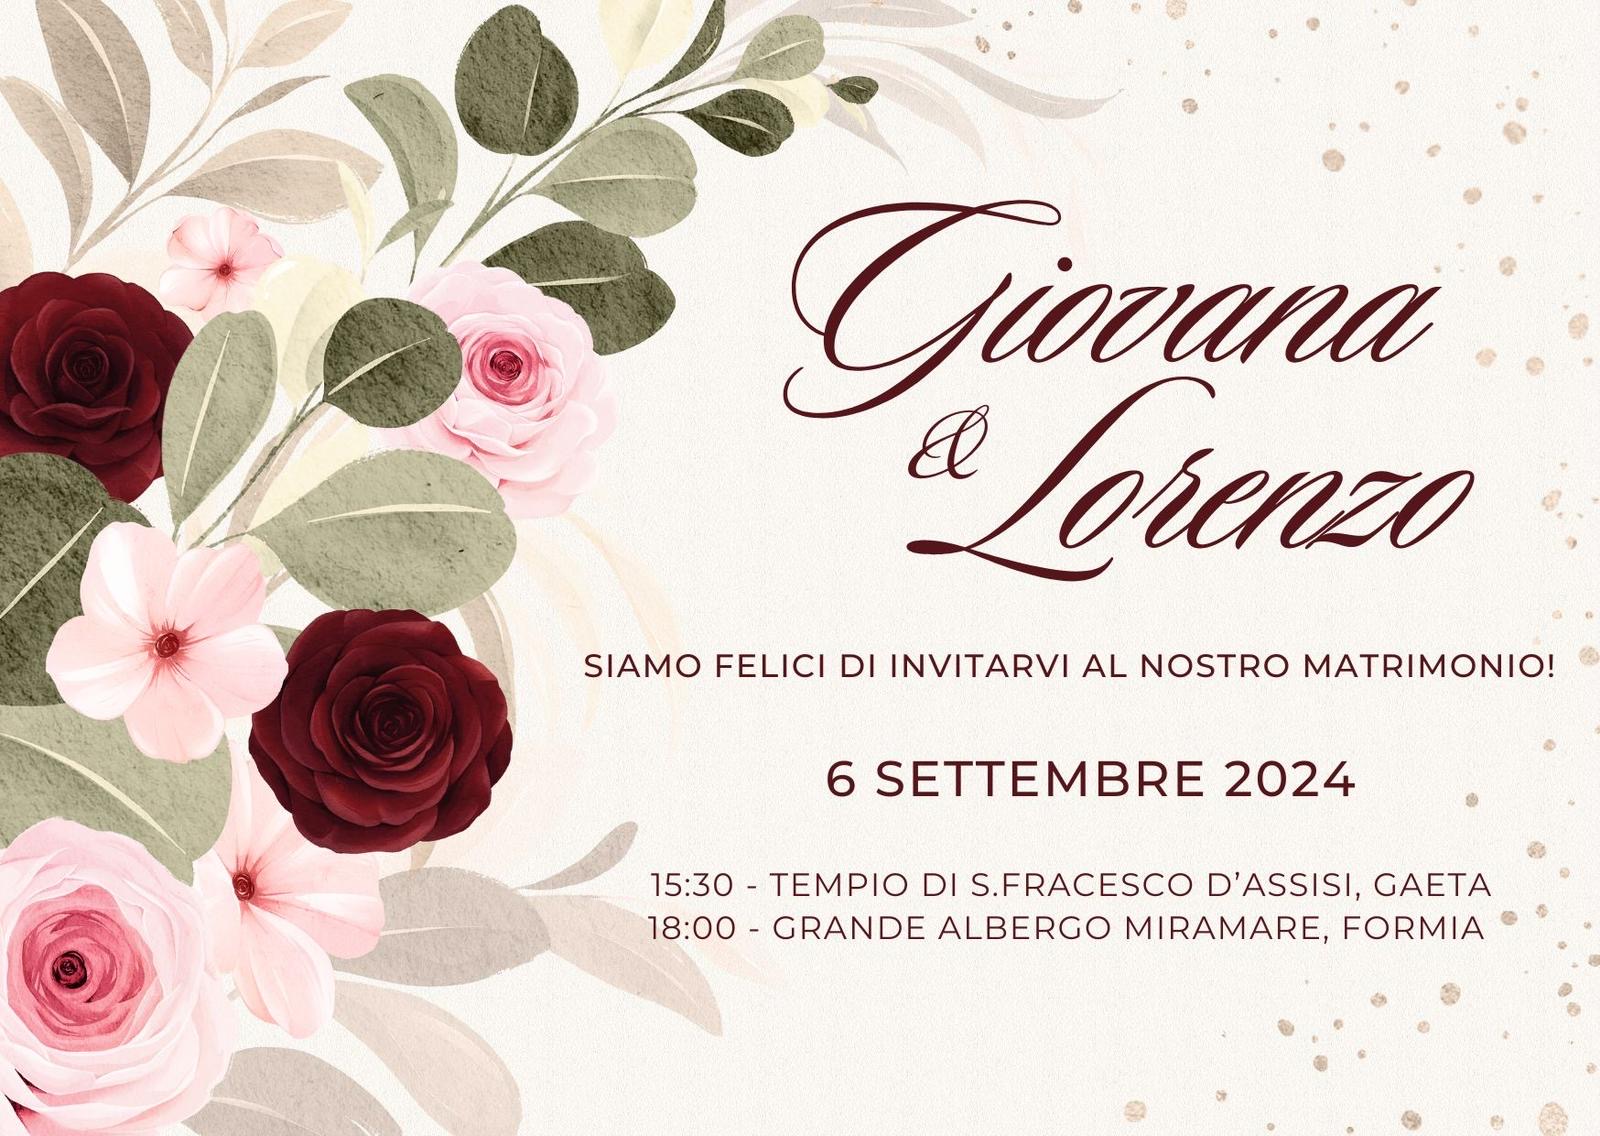 Giovana
& Lorenzo
SIAMO FELICI DI INVITARVI AL NOSTRO MATRIMONIO!
6 SETTEMBRE 2024
15:30 - TEMPIO DI S.FRACESCO D’ASSISI, GAETA
18:00 - GRANDE ALBERGO MIRAMARE, FORMIA